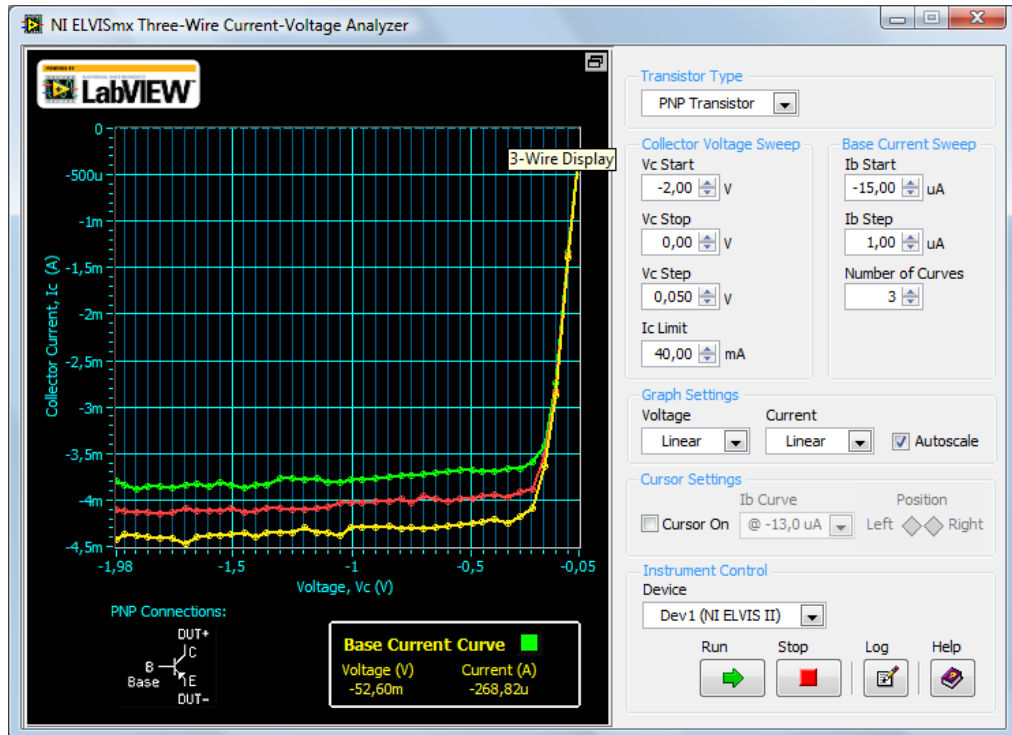 NI ELVISmx Three-Wire Current-Voltage Analyzer
POWERED BY
LabVIEW
0
-500u
-1m
-1,5m
-2m
-2,5m
-3m
-3,5m
-4m
-4,5m
Collector Current, Ic (A)
3-Wire Display
-1,98
-1,5
-1
-0,5
-0,05
Voltage, Vc (V)
PNP Connections:
DUT+
C
B
Base
E
DUT-
Base Current Curve
Voltage (V) Current (A)
-52,60m -268,82u
Transistor Type
PNP Transistor
Collector Voltage Sweep
Vc Start
-2,00 V
Vc Stop
0,00 V
Vc Step
0,050 V
Ic Limit
40,00 mA
Base Current Sweep
Ib Start
-15,00 uA
Ib Step
1,00 uA
Number of Curves
3
Graph Settings
Voltage Current
Linear Linear Autoscale
Cursor Settings
Ib Curve Position
Cursor On @ -13,0 uA Left Right
Instrument Control
Device
Dev1 (NI ELVIS II)
Run Stop Log Help